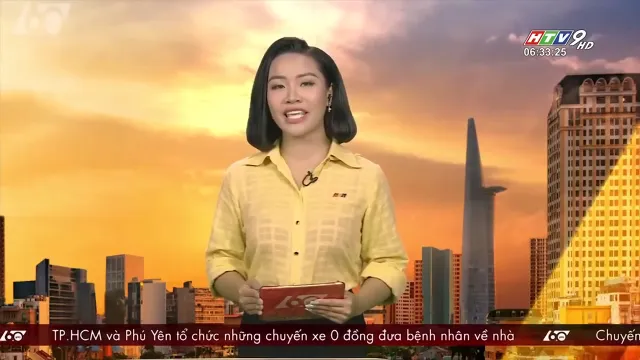 HTV9 HD
06:33:25
TP.HCM và Phú Yên tổ chức những chuyến xe 0 đồng đưa bệnh nhân về nhà
Chuyến